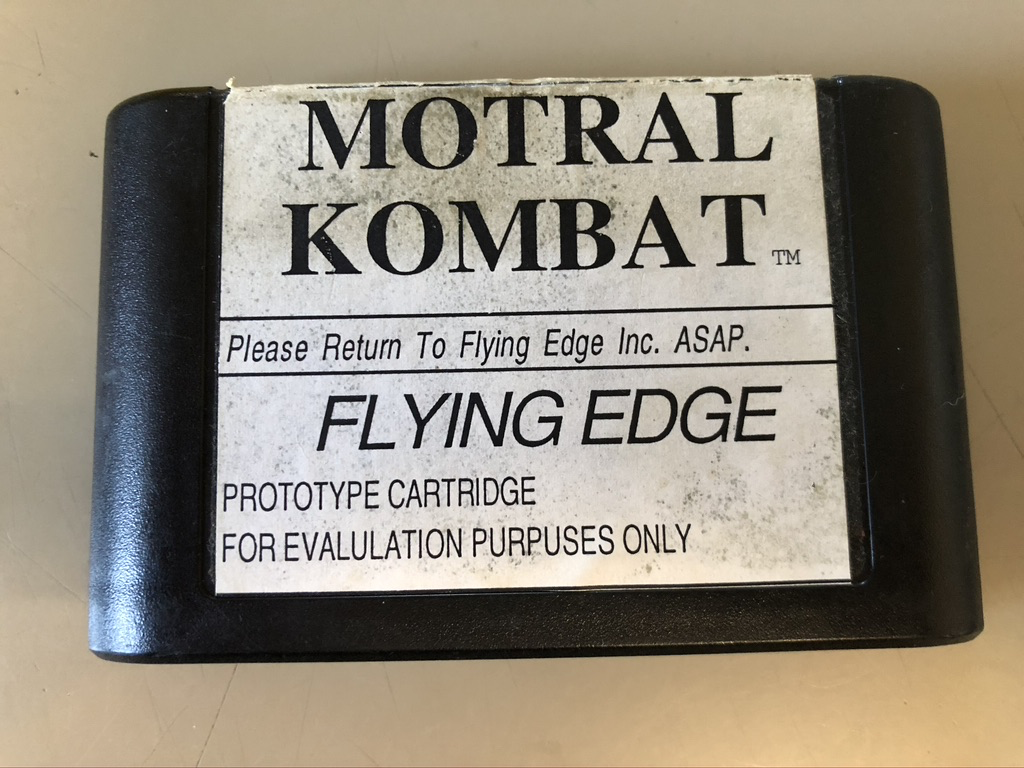 MOTRAL
KOMBAT TM
Please Return To Flying Edge Inc. ASAP.
FLYING EDGE
PROTOTYPE CARTRIDGE
FOR EVALULATION PURPUSES ONLY